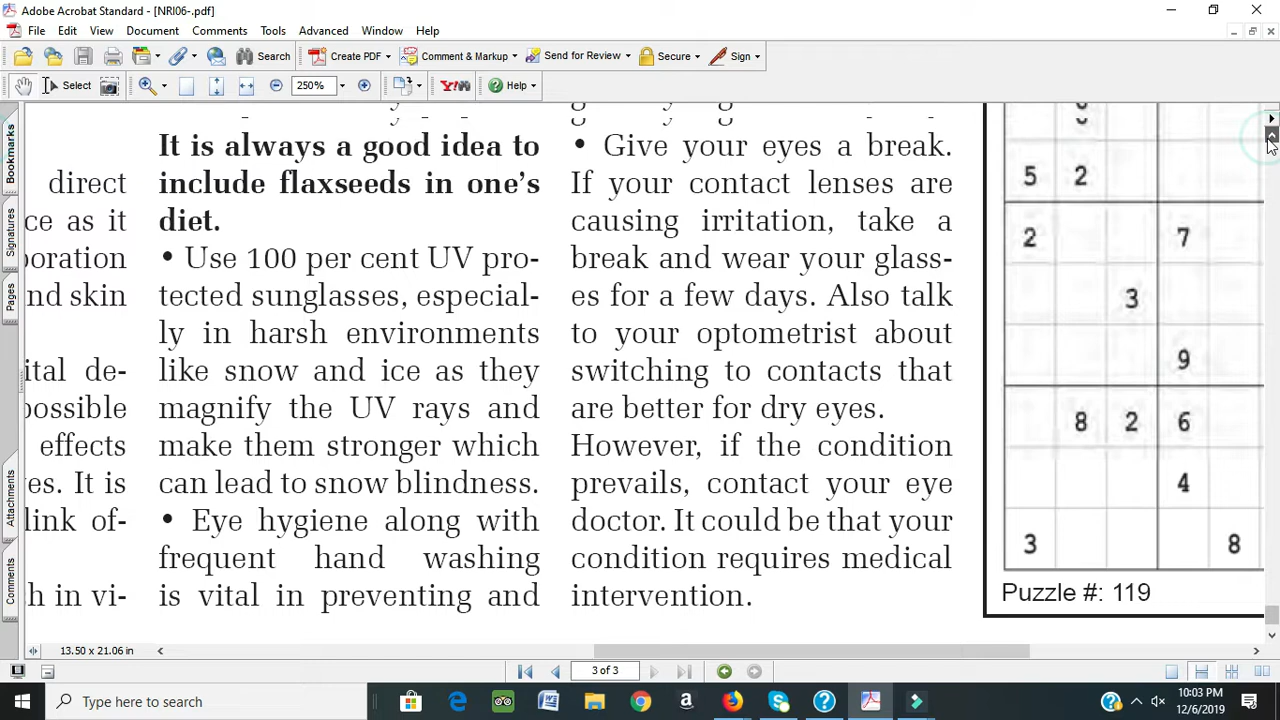 Adobe Acrobat Standard - [NRI06-.pdf]
File Edit View Document Comments Tools Advanced Window Help
Search Create PDF Comment & Markup Send for Review Secure Sign
Select 250% Y! Help
Bookmarks
Signatures
Pages
Attachments
Comments
direct
ce as it
poration
nd skin
ital de-
possible
effects
es. It is
link of-
h in vi-
It is always a good idea to
include flaxseeds in one's
diet.
• Use 100 per cent UV pro-
tected sunglasses, especial-
ly in harsh environments
like snow and ice as they
magnify the UV rays and
make them stronger which
can lead to snow blindness.
• Eye hygiene along with
frequent hand washing
is vital in preventing and
• Give your eyes a break.
If your contact lenses are
causing irritation, take a
break and wear your glass-
es for a few days. Also talk
to your optometrist about
switching to contacts that
are better for dry eyes.
However, if the condition
prevails, contact your eye
doctor. It could be that your
condition requires medical
intervention.
5 2
2 7
3
9
8 2 6
4
3 8
Puzzle #: 119
13.50 x 21.06 in
3 of 3
Type here to search
10:03 PM
12/6/2019